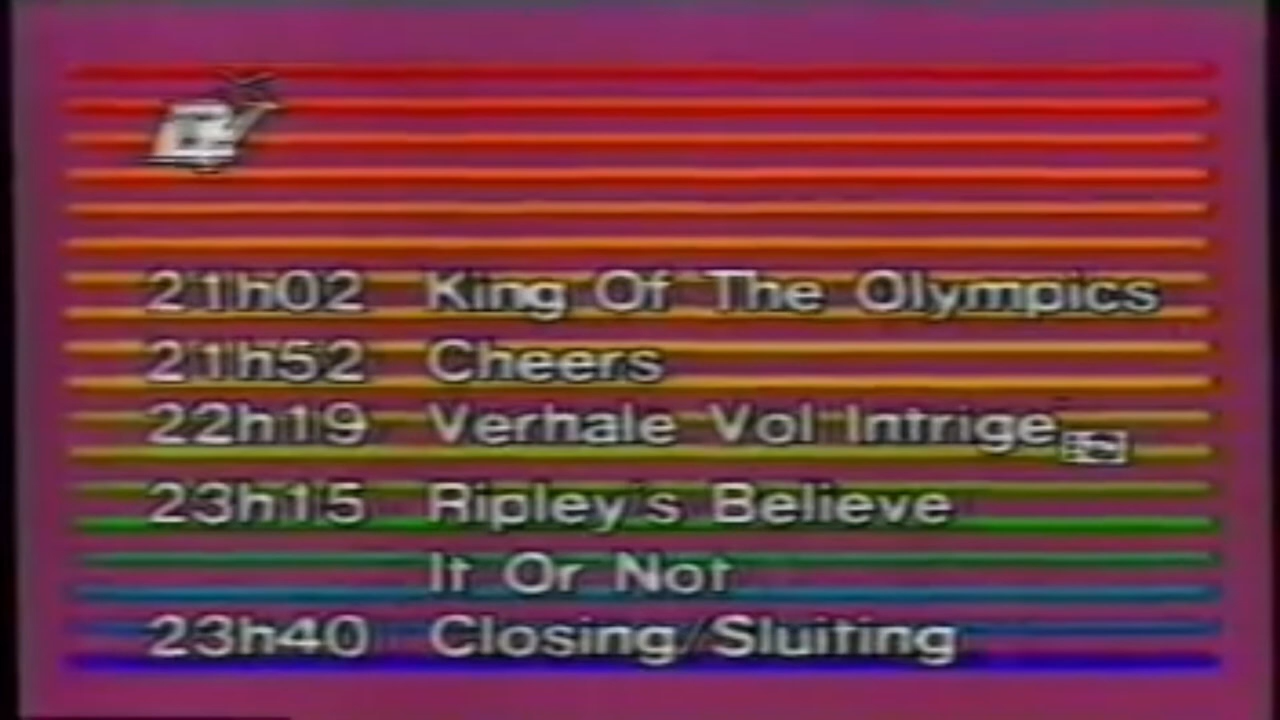 21h02 King Of The Olympics
21h52 Cheers
22h19 Verhale Vol Intrige
23h15 Ripley's Believe
It Or Not
23h40 Closing/Sluiting